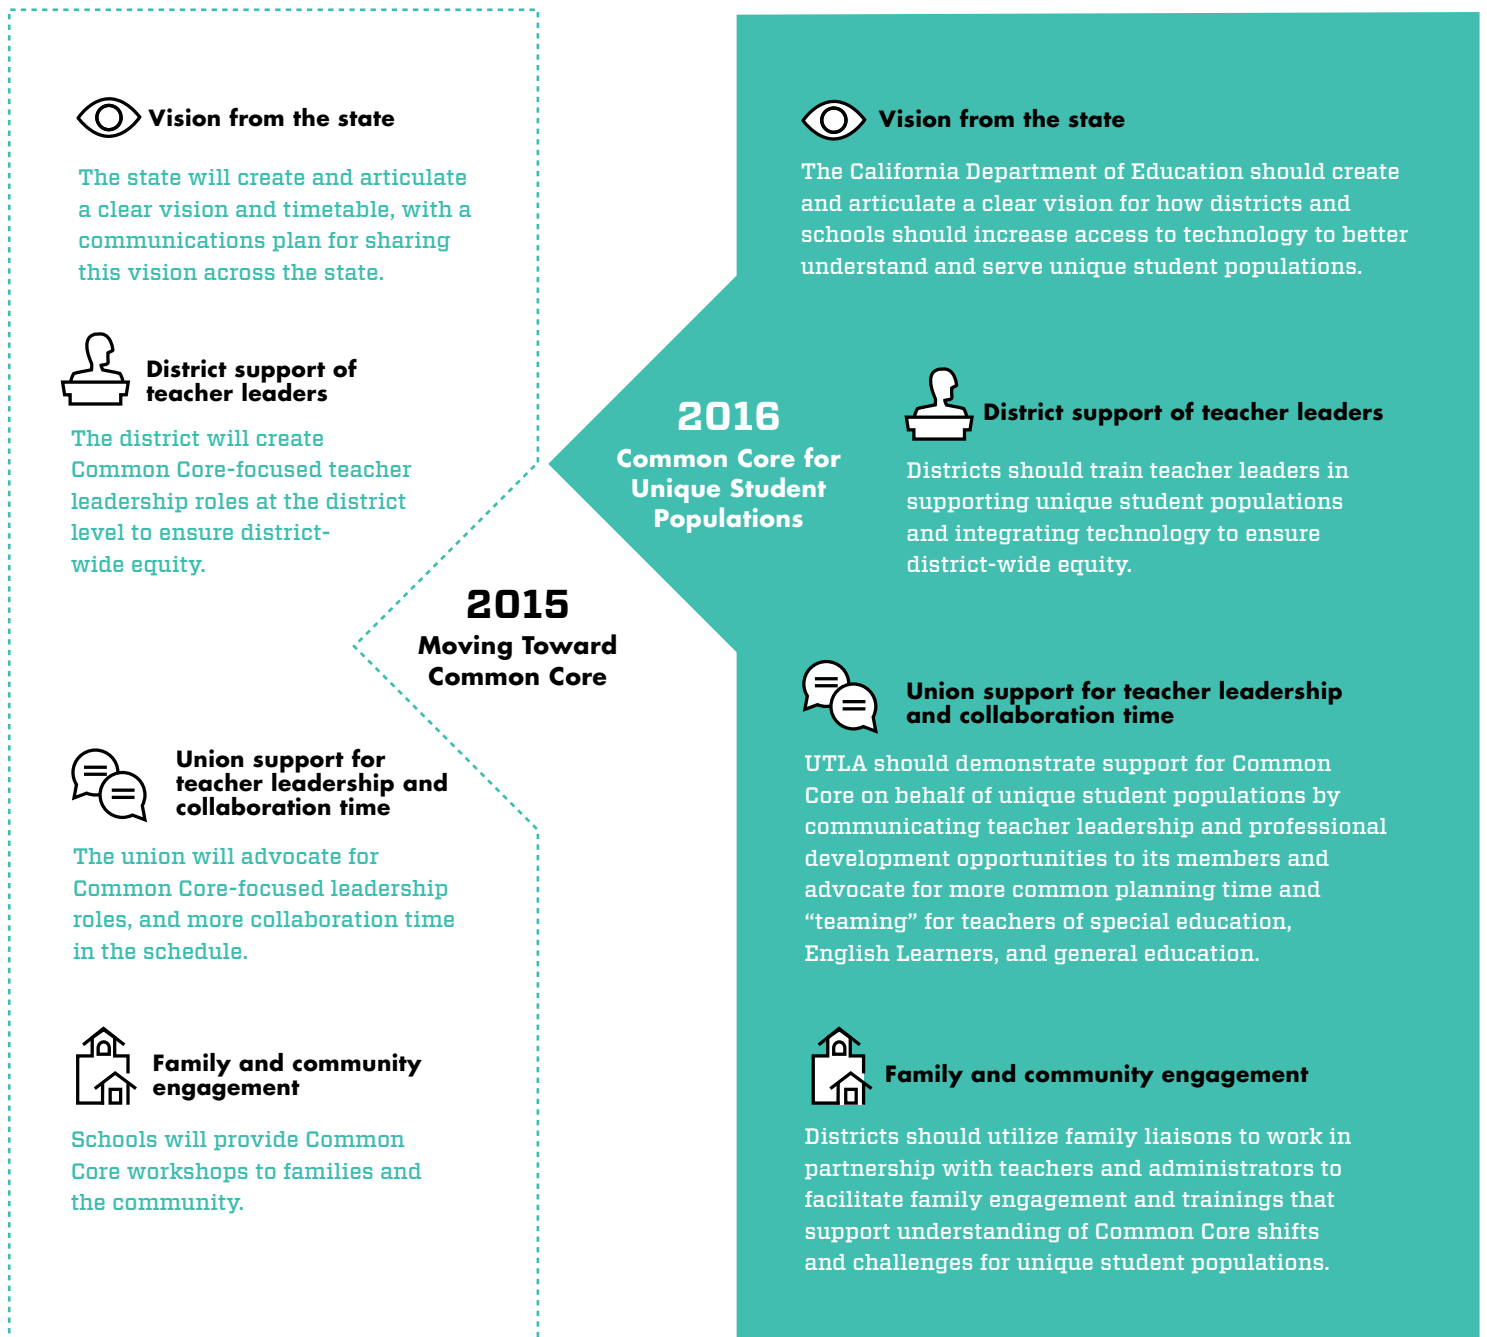 Vision from the state
The state will create and articulate
a clear vision and timetable, with a
communications plan for sharing
this vision across the state.
District support of
teacher leaders
The district will create
Common Core-focused teacher
leadership roles at the district
level to ensure district-
wide equity.
2015
Moving Toward
Common Core
Union support for
teacher leadership and
collaboration time
The union will advocate for
Common Core-focused leadership
roles, and more collaboration time
in the schedule.
Family and community
engagement
Schools will provide Common
Core workshops to families and
the community.
2016
Common Core for
Unique Student
Populations
Vision from the state
The California Department of Education should create
and articulate a clear vision for how districts and
schools should increase access to technology to better
understand and serve unique student populations.
District support of teacher leaders
Districts should train teacher leaders in
supporting unique student populations
and integrating technology to ensure
district-wide equity.
Union support for teacher leadership
and collaboration time
UTLA should demonstrate support for Common
Core on behalf of unique student populations by
communicating teacher leadership and professional
development opportunities to its members and
advocate for more common planning time and
“teaming” for teachers of special education,
English Learners, and general education.
Family and community engagement
Districts should utilize family liaisons to work in
partnership with teachers and administrators to
facilitate family engagement and trainings that
support understanding of Common Core shifts
and challenges for unique student populations.